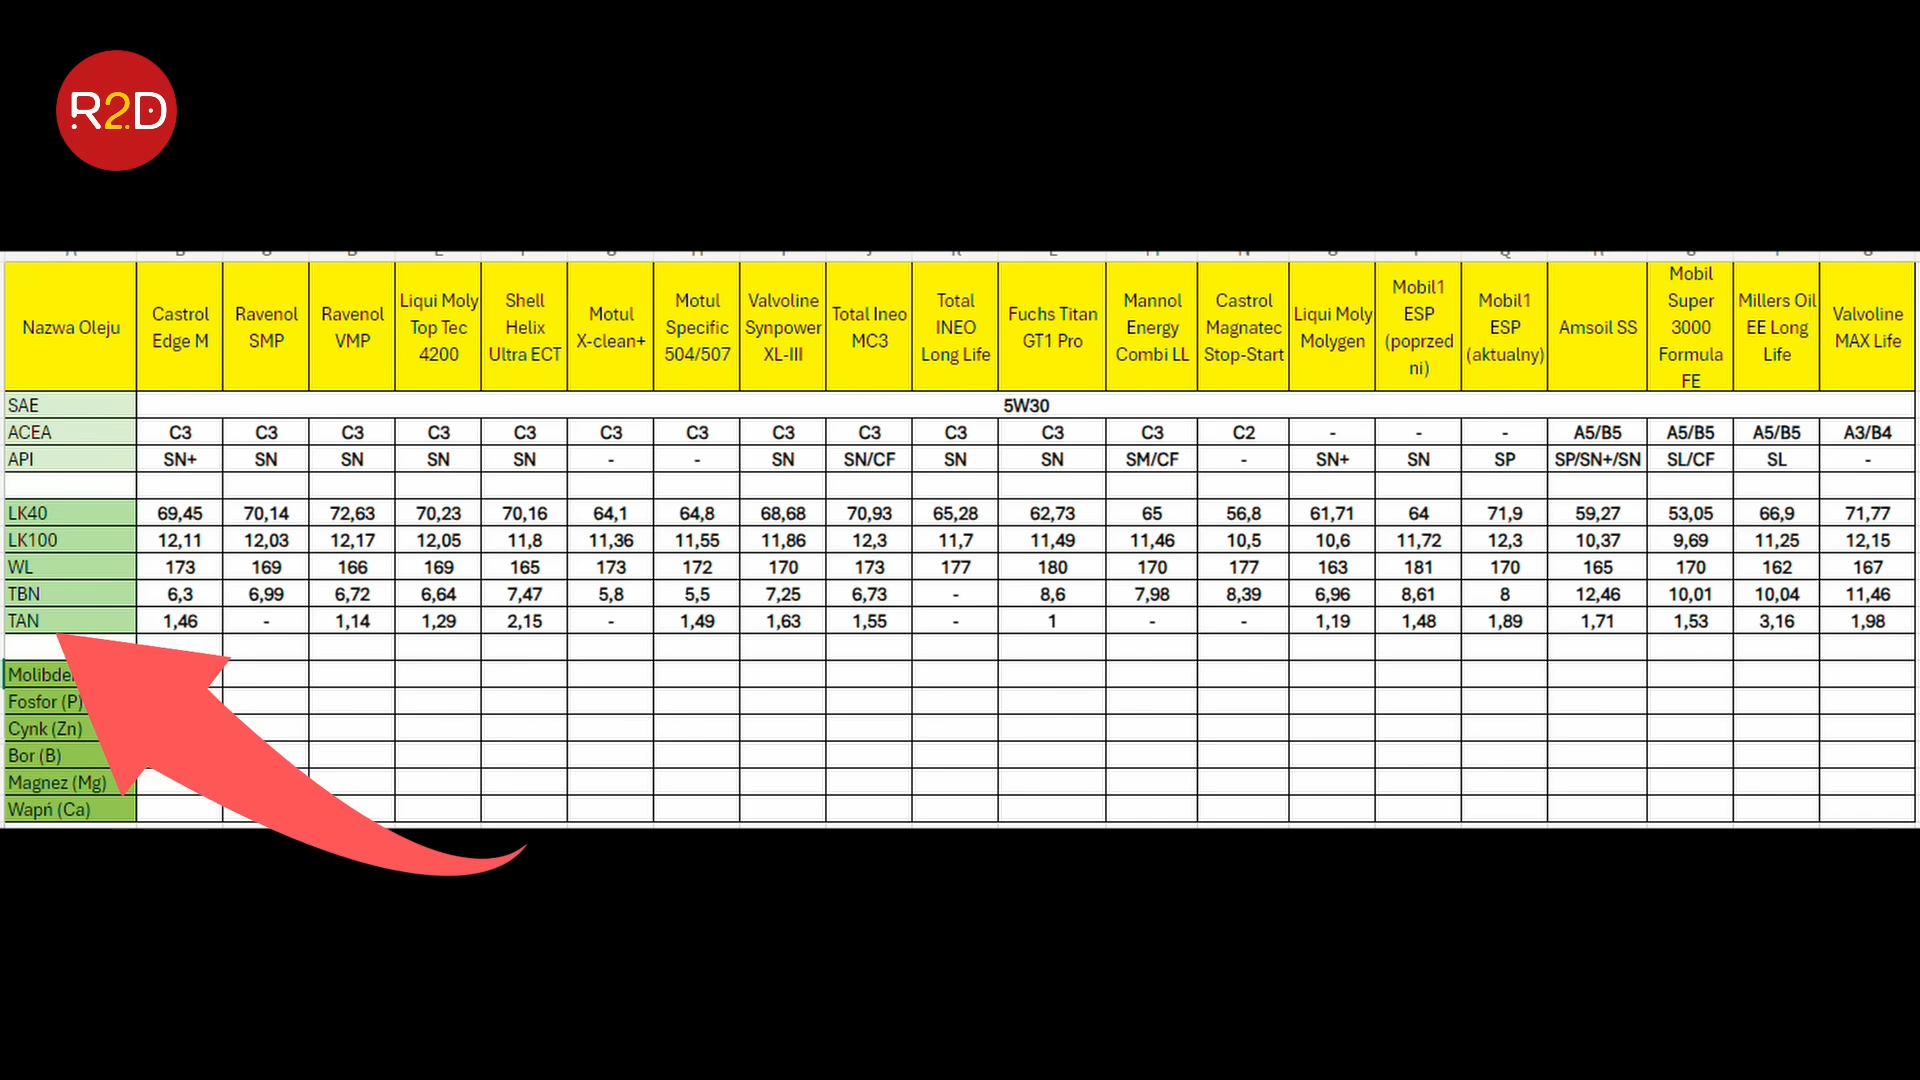 R2D
Nazwa Oleju Castrol Edge M Ravenol SMP Ravenol VMP Liqui Moly Top Tec 4200 Shell Helix Ultra ECT Motul X-clean+ Motul Specific 504/507 Valvoline Synpower XL-III Total Ineo MC3 Total INEO Long Life Fuchs Titan GT1 Pro Mannol Energy Combi LL Castrol Magnatec Stop-Start Liqui Moly Molygen Mobil1 ESP (poprzedni) Mobil1 ESP (aktualny) Amsoil SS Mobil Super 3000 Formula FE Millers Oil EE Long Life Valvoline MAX Life
SAE 5W30
ACEA C3 C3 C3 C3 C3 C3 C3 C3 C3 C3 C3 C3 C2 - - - A5/B5 A5/B5 A5/B5 A3/B4
API SN+ SN SN SN SN - - SN SN/CF SN SN SM/CF - SN+ SN SP SP/SN+/SN SL/CF SL -
LK40 69,45 70,14 72,63 70,23 70,16 64,1 64,8 68,68 70,93 65,28 62,73 65 56,8 61,71 64 71,9 59,27 53,05 66,9 71,77
LK100 12,11 12,03 12,17 12,05 11,8 11,36 11,55 11,86 12,3 11,7 11,49 11,46 10,5 10,6 11,72 12,3 10,37 9,69 11,25 12,15
WL 173 169 166 169 165 173 172 170 173 177 180 170 177 163 181 170 165 170 162 167
TBN 6,3 6,99 6,72 6,64 7,47 5,8 5,5 7,25 6,73 - 8,6 7,98 8,39 6,96 8,61 8 12,46 10,01 10,04 11,46
TAN 1,46 - 1,14 1,29 2,15 - 1,49 1,63 1,55 - 1 - - 1,19 1,48 1,89 1,71 1,53 3,16 1,98
Fosfor (P)
Cynk (Zn)
Bor (B)
Magnez (Mg)
Wapń (Ca)